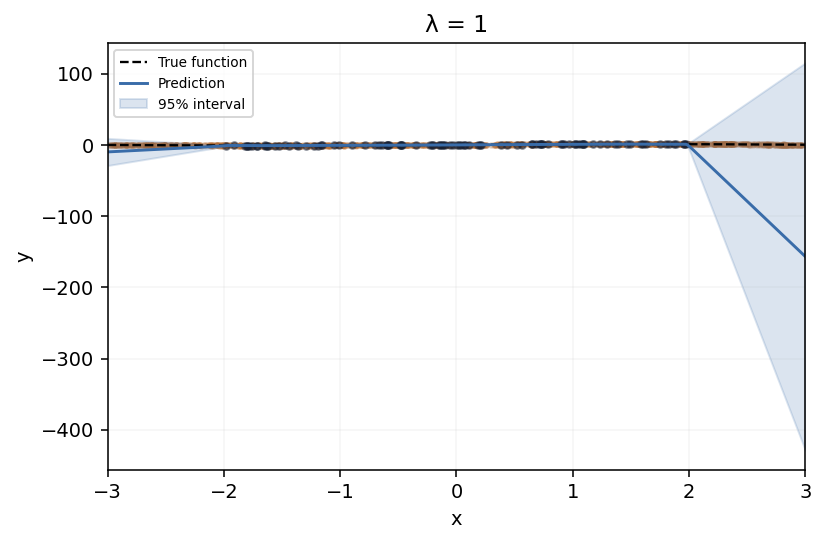 λ = 1
True function
Prediction
95% interval
100
0
−100
−200
−300
−400
y
−3
−2
−1
0
1
2
3
x